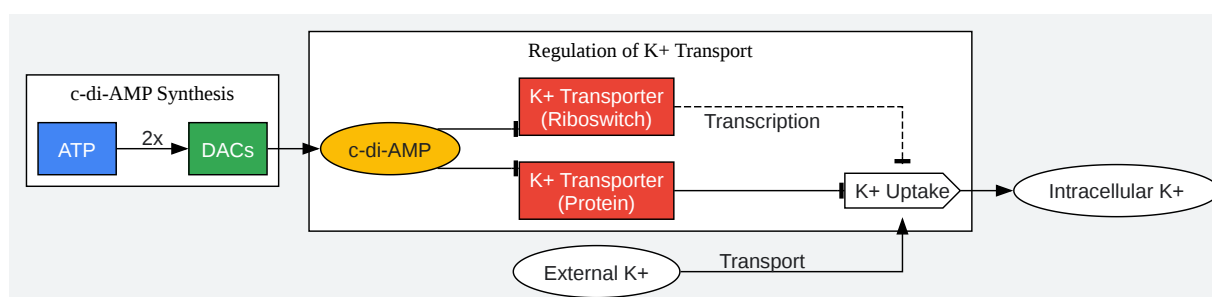 Regulation of K+ Transport
c-di-AMP Synthesis
ATP
2x
DACs
c-di-AMP
K+ Transporter
(Riboswitch)
Transcription
K+ Transporter
(Protein)
K+ Uptake
Intracellular K+
External K+
Transport